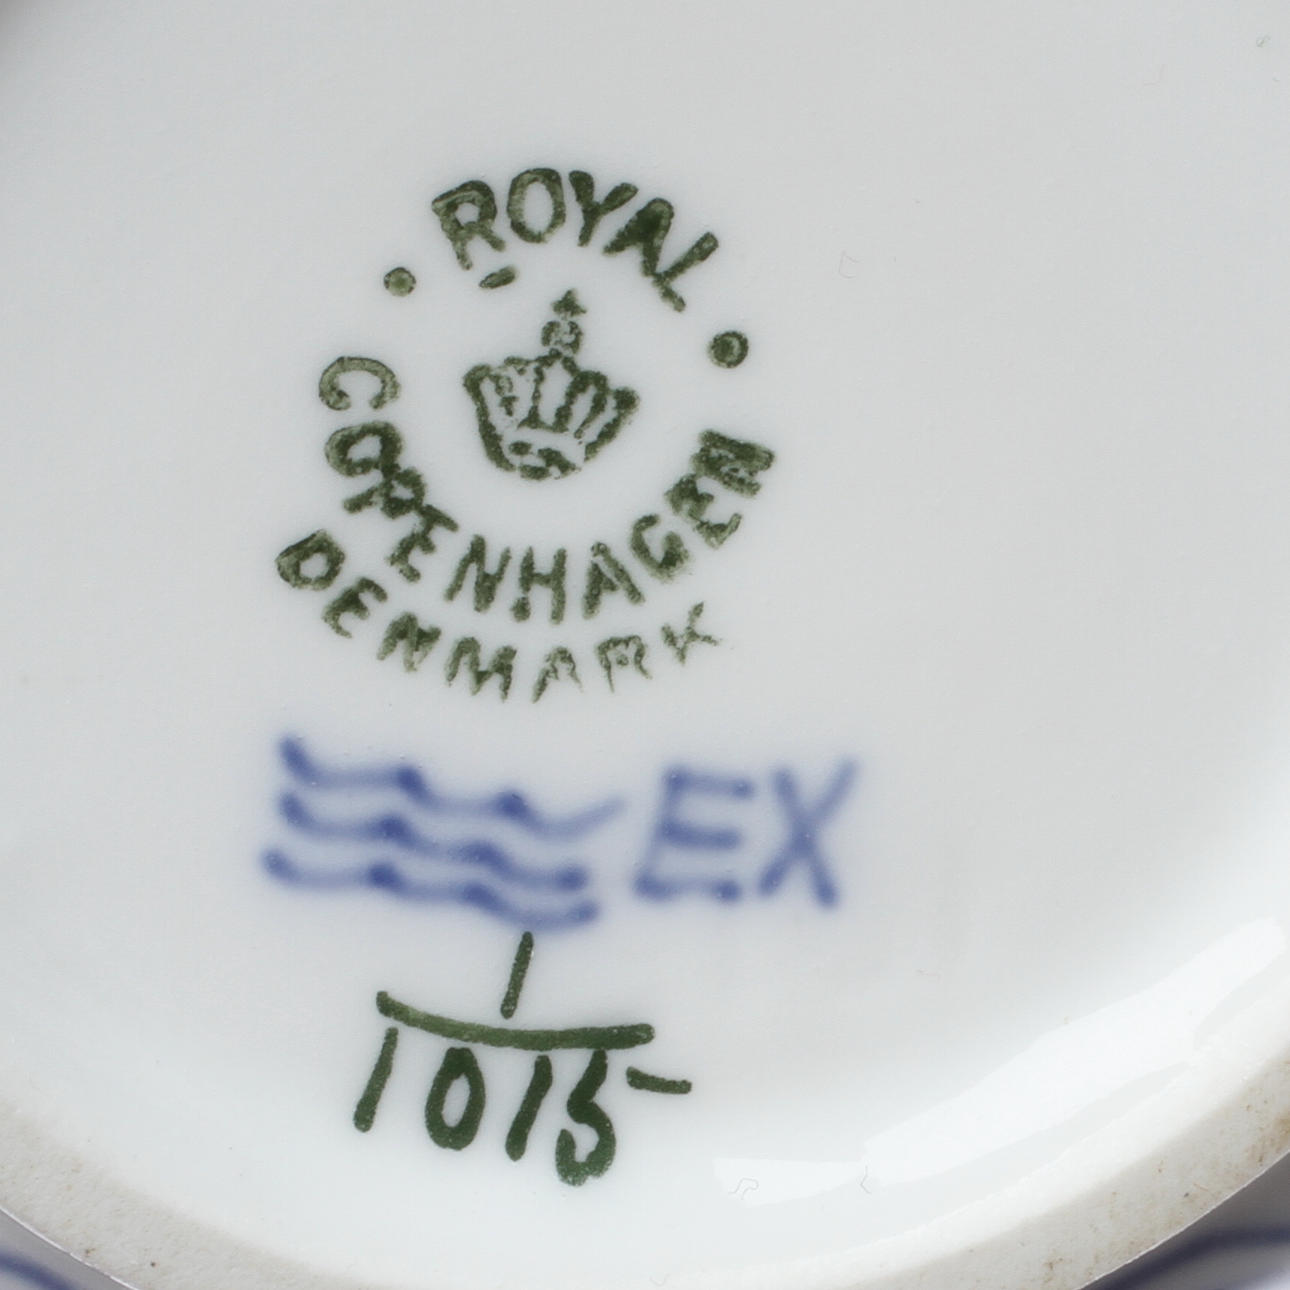 ROYAL
COPENHAGEN
DENMARK
EX
1
1015